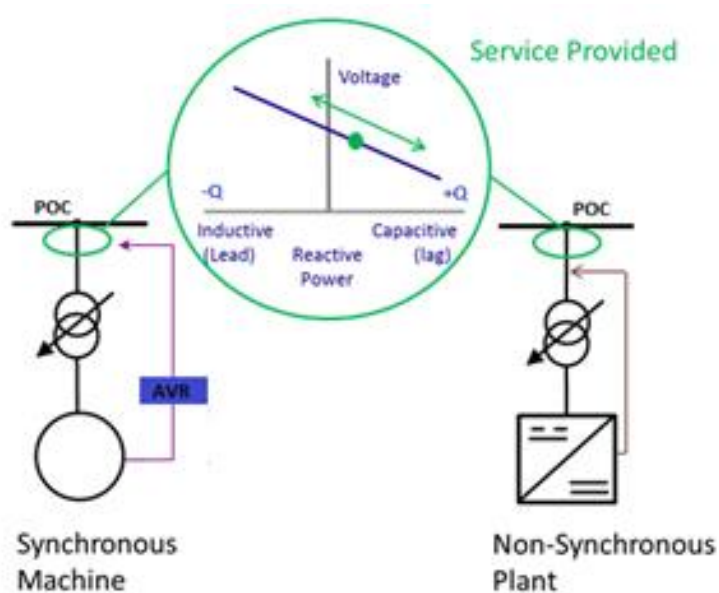 Service Provided
Voltage
-Q
+Q
Inductive
(Lead)
Reactive
Power
Capacitive
(lag)
POC
POC
AVR
Synchronous
Machine
Non-Synchronous
Plant